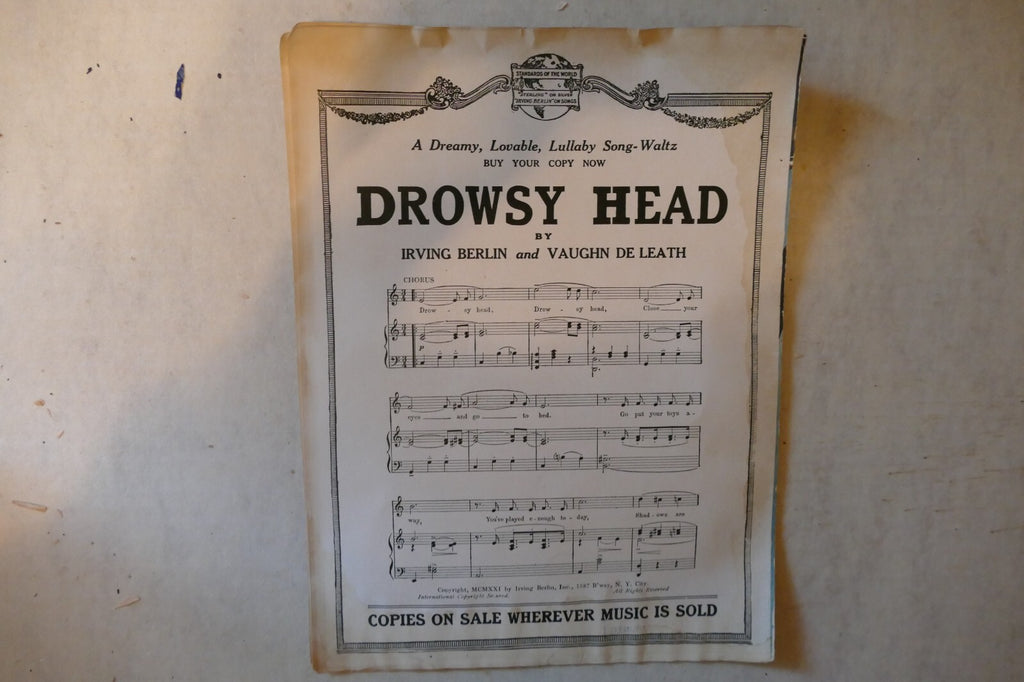 STANDARDS OF THE WORLD
"STERLING" ON SILVER
"IRVING BERLIN" ON SONGS
A Dreamy, Lovable, Lullaby Song-Waltz
BUY YOUR COPY NOW
DROWSY HEAD
BY
IRVING BERLIN and VAUGHN DE LEATH
CHORUS
Drow - sy head, Drow - sy head, Close your
P
eyes and go to bed. Go put your toys a-
way, You've played e-nough to-day, Shad-ows are
Copyright, MCMXXI by Irving Berlin, Inc., 1587 B'way, N. Y. City.
International Copyright Secured. All Rights Reserved
COPIES ON SALE WHEREVER MUSIC IS SOLD